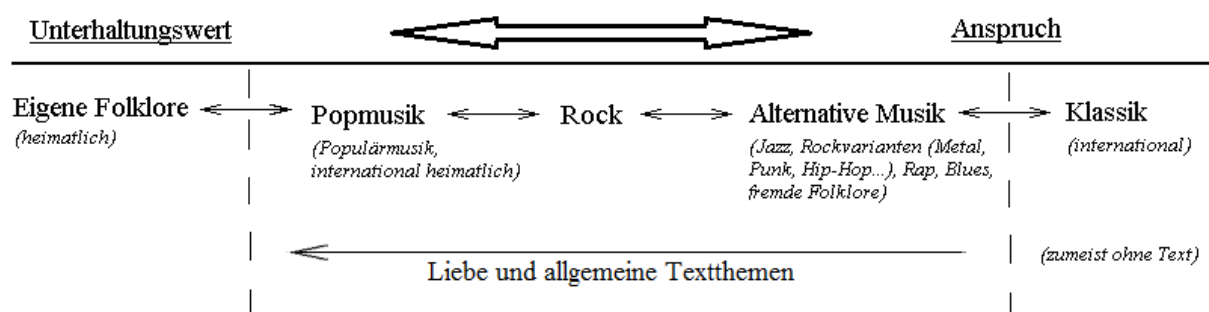 Unterhaltungswert
Anspruch
Eigene Folklore
(heimatlich)
Popmusik
(Populärmusik,
international heimatlich)
Rock
Alternative Musik
(Jazz, Rockvarianten (Metal,
Punk, Hip-Hop...), Rap, Blues,
fremde Folklore)
Klassik
(international)
Liebe und allgemeine Textthemen
(zumeist ohne Text)